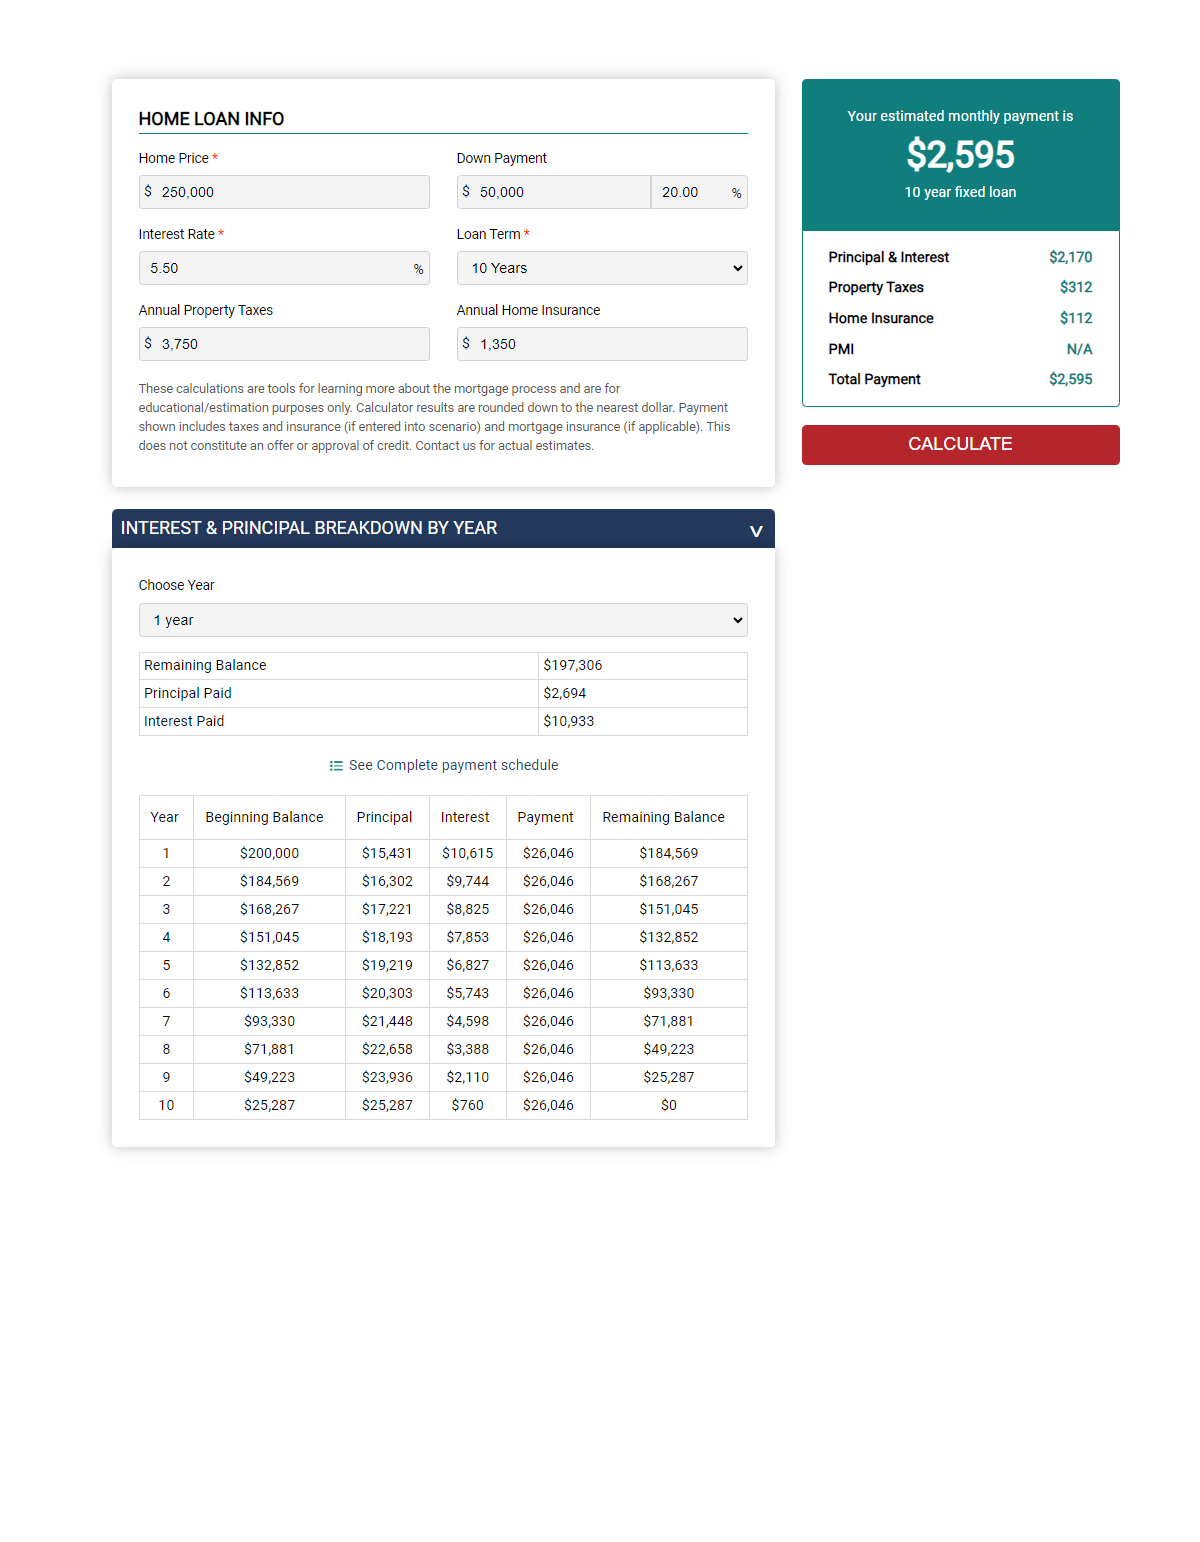 HOME LOAN INFO
Home Price *
Down Payment
$ 250,000
$ 50,000 20.00 %
Interest Rate *
Loan Term *
5.50 %
10 Years
Annual Property Taxes
Annual Home Insurance
$ 3,750
$ 1,350
These calculations are tools for learning more about the mortgage process and are for
educational/estimation purposes only. Calculator results are rounded down to the nearest dollar. Payment
shown includes taxes and insurance (if entered into scenario) and mortgage insurance (if applicable). This
does not constitute an offer or approval of credit. Contact us for actual estimates.
Your estimated monthly payment is
$2,595
10 year fixed loan
Principal & Interest $2,170
Property Taxes $312
Home Insurance $112
PMI N/A
Total Payment $2,595
CALCULATE
INTEREST & PRINCIPAL BREAKDOWN BY YEAR
Choose Year
1 year
Remaining Balance $197,306
Principal Paid $2,694
Interest Paid $10,933
See Complete payment schedule
Year Beginning Balance Principal Interest Payment Remaining Balance
1 $200,000 $15,431 $10,615 $26,046 $184,569
2 $184,569 $16,302 $9,744 $26,046 $168,267
3 $168,267 $17,221 $8,825 $26,046 $151,045
4 $151,045 $18,193 $7,853 $26,046 $132,852
5 $132,852 $19,219 $6,827 $26,046 $113,633
6 $113,633 $20,303 $5,743 $26,046 $93,330
7 $93,330 $21,448 $4,598 $26,046 $71,881
8 $71,881 $22,658 $3,388 $26,046 $49,223
9 $49,223 $23,936 $2,110 $26,046 $25,287
10 $25,287 $25,287 $760 $26,046 $0